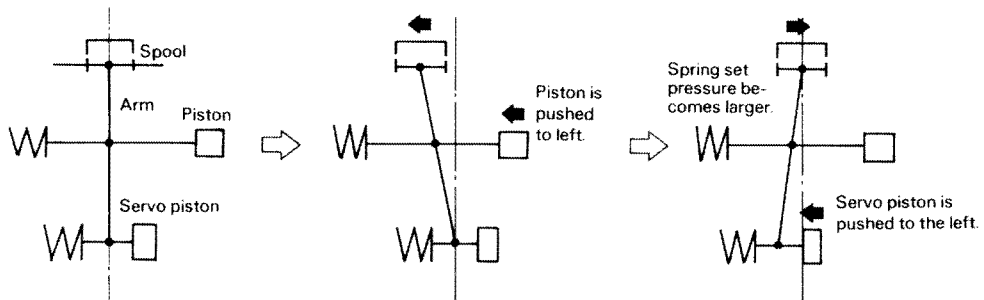 Spool
Arm
Piston
Servo piston
Piston is
pushed
to left.
Spring set
pressure be-
comes larger.
Servo piston is
pushed to the left.